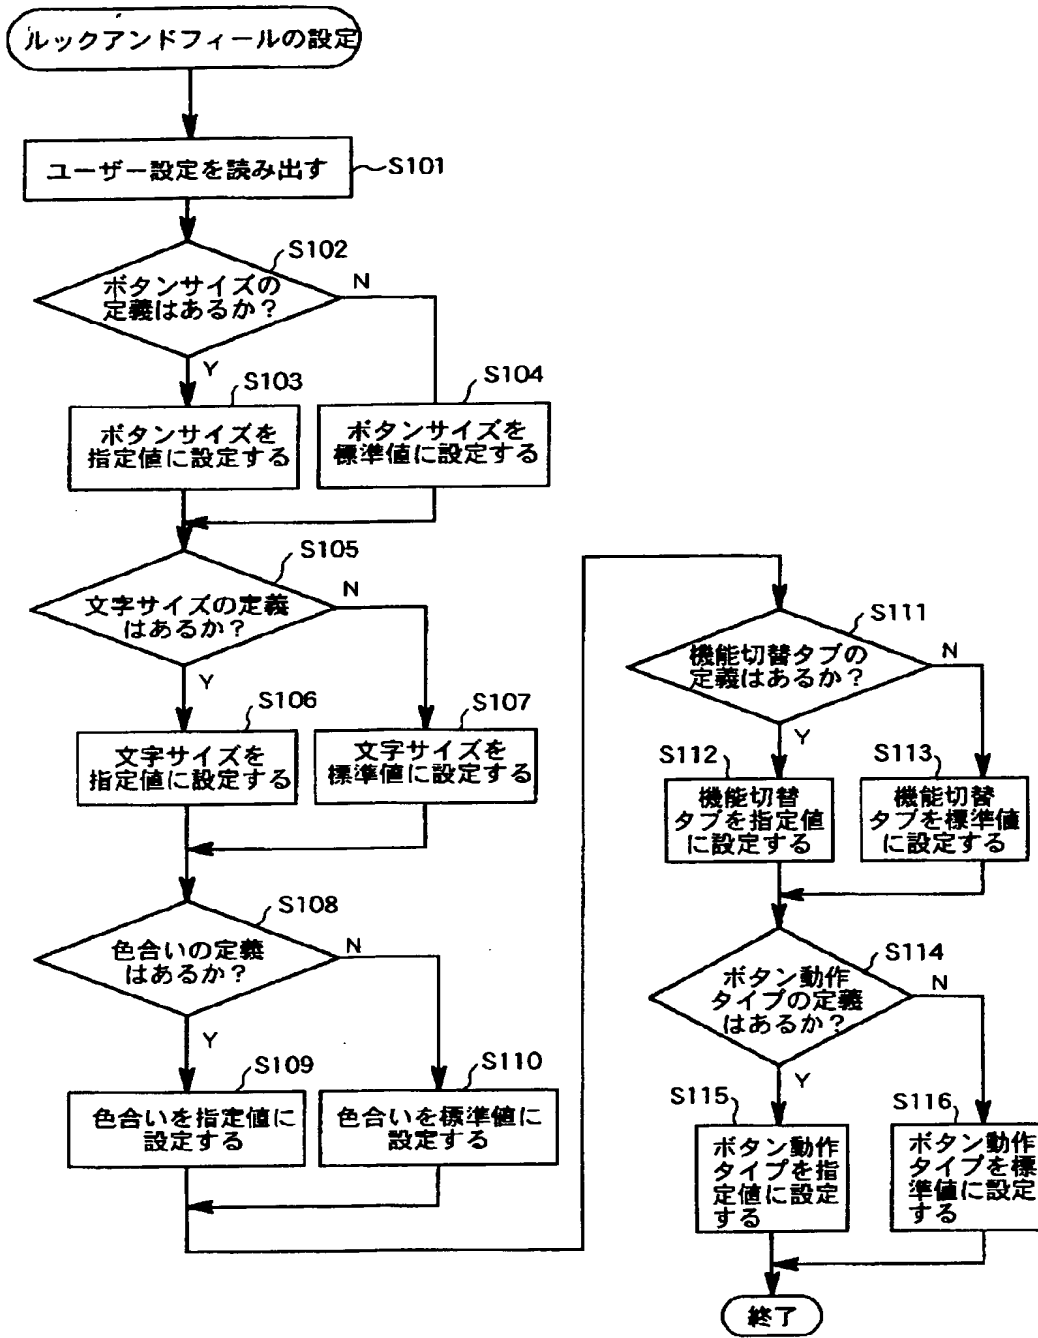 ルックアンドフィールの設定
ユーザー設定を読み出す
S101
S102
ボタンサイズの
定義はあるか？
N
Y
S103
ボタンサイズを
指定値に設定する
S104
ボタンサイズを
標準値に設定する
S105
文字サイズの定義
はあるか？
N
Y
S106
文字サイズを
指定値に設定する
S107
文字サイズを
標準値に設定する
S108
色合いの定義
はあるか？
N
Y
S109
色合いを指定値に
設定する
S110
色合いを標準値に
設定する
S111
機能切替タブの
定義はあるか？
N
Y
S112
機能切替
タブを指定値
に設定する
S113
機能切替
タブを標準値
に設定する
S114
ボタン動作
タイプの定義
はあるか？
N
Y
S115
ボタン動作
タイプを指
定値に設定
する
S116
ボタン動作
タイプを標
準値に設定
する
終了